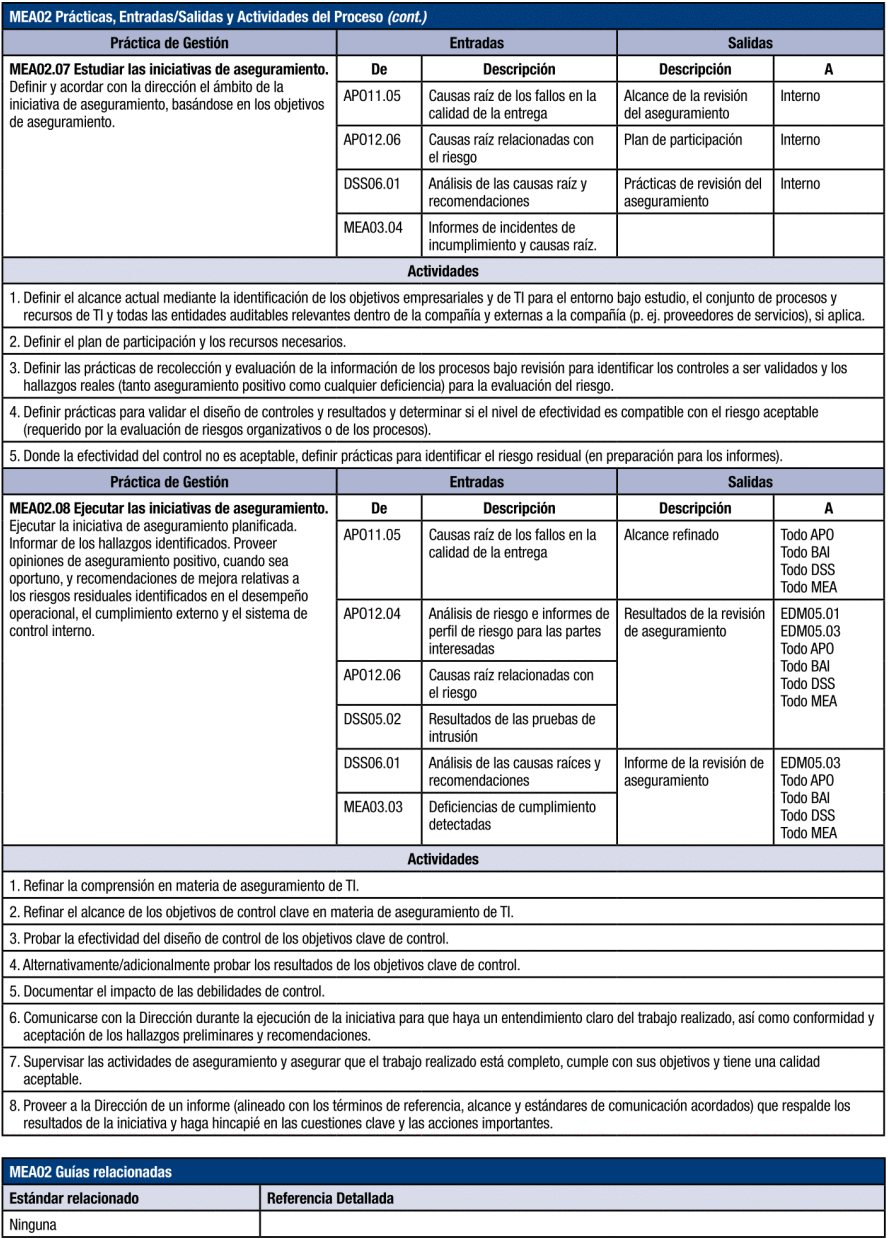 MEA02 Prácticas, Entradas/Salidas y Actividades del Proceso (cont.)
Práctica de Gestión
Entradas
Salidas
MEA02.07 Estudiar las iniciativas de aseguramiento.
Definir y acordar con la dirección el ámbito de la
iniciativa de aseguramiento, basándose en los objetivos
de aseguramiento.
De
Descripción
Descripción
A
APO11.05
Causas raíz de los fallos en la
calidad de la entrega
Alcance de la revisión
del aseguramiento
Interno
APO12.06
Causas raíz relacionadas con
el riesgo
Plan de participación
Interno
DSS06.01
Análisis de las causas raíz y
recomendaciones
Prácticas de revisión del
aseguramiento
Interno
MEA03.04
Informes de incidentes de
incumplimiento y causas raíz.
Actividades
1. Definir el alcance actual mediante la identificación de los objetivos empresariales y de TI para el entorno bajo estudio, el conjunto de procesos y
recursos de TI y todas las entidades auditables relevantes dentro de la compañía y externas a la compañía (p. ej. proveedores de servicios), si aplica.
2. Definir el plan de participación y los recursos necesarios.
3. Definir las prácticas de recolección y evaluación de la información de los procesos bajo revisión para identificar los controles a ser validados y los
hallazgos reales (tanto aseguramiento positivo como cualquier deficiencia) para la evaluación del riesgo.
4. Definir prácticas para validar el diseño de controles y resultados y determinar si el nivel de efectividad es compatible con el riesgo aceptable
(requerido por la evaluación de riesgos organizativos o de los procesos).
5. Donde la efectividad del control no es aceptable, definir prácticas para identificar el riesgo residual (en preparación para los informes).
Práctica de Gestión
Entradas
Salidas
MEA02.08 Ejecutar las iniciativas de aseguramiento.
Ejecutar la iniciativa de aseguramiento planificada.
Informar de los hallazgos identificados. Proveer
opiniones de aseguramiento positivo, cuando sea
oportuno, y recomendaciones de mejora relativas a
los riesgos residuales identificados en el desempeño
operacional, el cumplimiento externo y el sistema de
control interno.
De
Descripción
Descripción
A
APO11.05
Causas raíz de los fallos en la
calidad de la entrega
Alcance refinado
Todo APO
Todo BAI
Todo DSS
Todo MEA
APO12.04
Análisis de riesgo e informes de
perfil de riesgo para las partes
interesadas
Resultados de la revisión
de aseguramiento
EDM05.01
EDM05.03
Todo APO
Todo BAI
Todo DSS
Todo MEA
APO12.06
Causas raíz relacionadas con
el riesgo
DSS05.02
Resultados de las pruebas de
intrusión
DSS06.01
Análisis de las causas raíces y
recomendaciones
Informe de la revisión de
aseguramiento
EDM05.03
Todo APO
Todo BAI
Todo DSS
Todo MEA
MEA03.03
Deficiencias de cumplimiento
detectadas
Actividades
1. Refinar la comprensión en materia de aseguramiento de TI.
2. Refinar el alcance de los objetivos de control clave en materia de aseguramiento de TI.
3. Probar la efectividad del diseño de control de los objetivos clave de control.
4. Alternativamente/adicionalmente probar los resultados de los objetivos clave de control.
5. Documentar el impacto de las debilidades de control.
6. Comunicarse con la Dirección durante la ejecución de la iniciativa para que haya un entendimiento claro del trabajo realizado, así como conformidad y
aceptación de los hallazgos preliminares y recomendaciones.
7. Supervisar las actividades de aseguramiento y asegurar que el trabajo realizado está completo, cumple con sus objetivos y tiene una calidad
aceptable.
8. Proveer a la Dirección de un informe (alineado con los términos de referencia, alcance y estándares de comunicación acordados) que respalde los
resultados de la iniciativa y haga hincapié en las cuestiones clave y las acciones importantes.
MEA02 Guías relacionadas
Estándar relacionado
Referencia Detallada
Ninguna